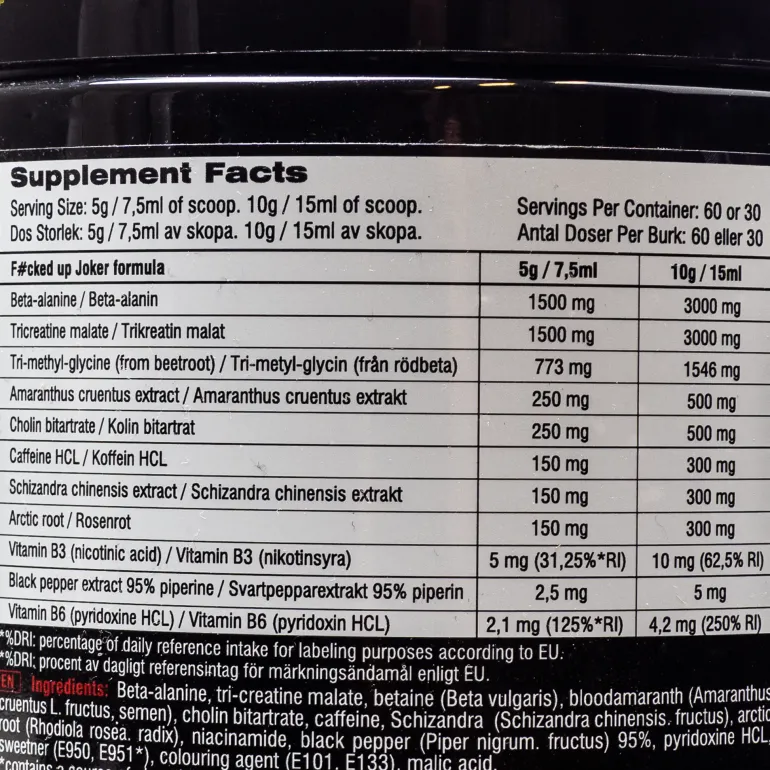 Supplement Facts
Serving Size: 5g / 7,5ml of scoop. 10g / 15ml of scoop. Servings Per Container: 60 or 30
Dos Storlek: 5g / 7,5ml av skopa. 10g / 15ml av skopa. Antal Doser Per Burk: 60 eller 30
F#cked up Joker formula 5g / 7,5ml 10g / 15ml
Beta-alanine / Beta-alanin 1500 mg 3000 mg
Tricreatine malate / Trikreatin malat 1500 mg 3000 mg
Tri-methyl-glycine (from beetroot) / Tri-metyl-glycin (från rödbeta) 773 mg 1546 mg
Amaranthus cruentus extract / Amaranthus cruentus extrakt 250 mg 500 mg
Cholin bitartrate / Kolin bitartrat 250 mg 500 mg
Caffeine HCL / Koffein HCL 150 mg 300 mg
Schizandra chinensis extract / Schizandra chinensis extrakt 150 mg 300 mg
Arctic root / Rosenrot 150 mg 300 mg
Vitamin B3 (nicotinic acid) / Vitamin B3 (nikotinsyra) 5 mg (31,25%*RI) 10 mg (62,5% RI)
Black pepper extract 95% piperine / Svartpepparextrakt 95% piperin 2,5 mg 5 mg
Vitamin B6 (pyridoxine HCL) / Vitamin B6 (pyridoxin HCL) 2,1 mg (125%*RI) 4,2 mg (250% RI)
*%DRI: percentage of daily reference intake for labeling purposes according to EU.
*%DRI: procent av dagligt referensintag för märkningsändamål enligt EU.
EN Ingredients: Beta-alanine, tri-creatine malate, betaine (Beta vulgaris), bloodamaranth (Amaranthus
cruentus L. fructus, semen), cholin bitartrate, caffeine, Schizandra (Schizandra chinensis. fructus), arctic
root (Rhodiola rosea. radix), niacinamide, black pepper (Piper nigrum. fructus) 95%, pyridoxine HCL,
sweetner (E950, E951*), colouring agent (E101, E133), malic acid.
*contains a